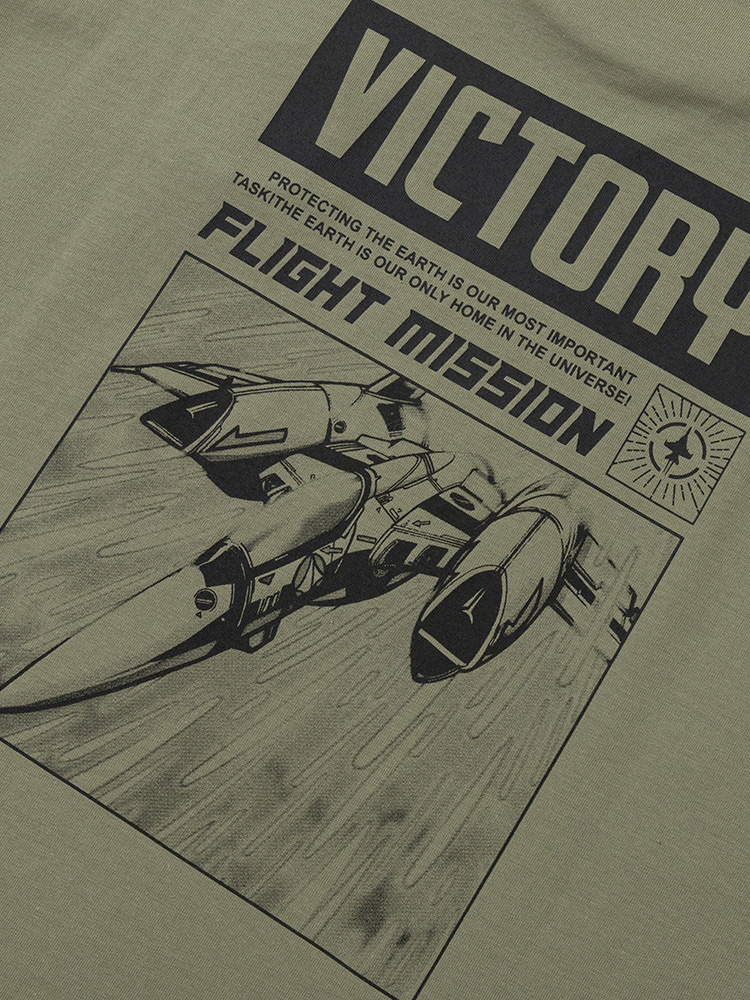 VICTORY
PROTECTING THE EARTH IS OUR MOST IMPORTANT
TASK!THE EARTH IS OUR ONLY HOME IN THE UNIVERSE!
FLIGHT MISSION